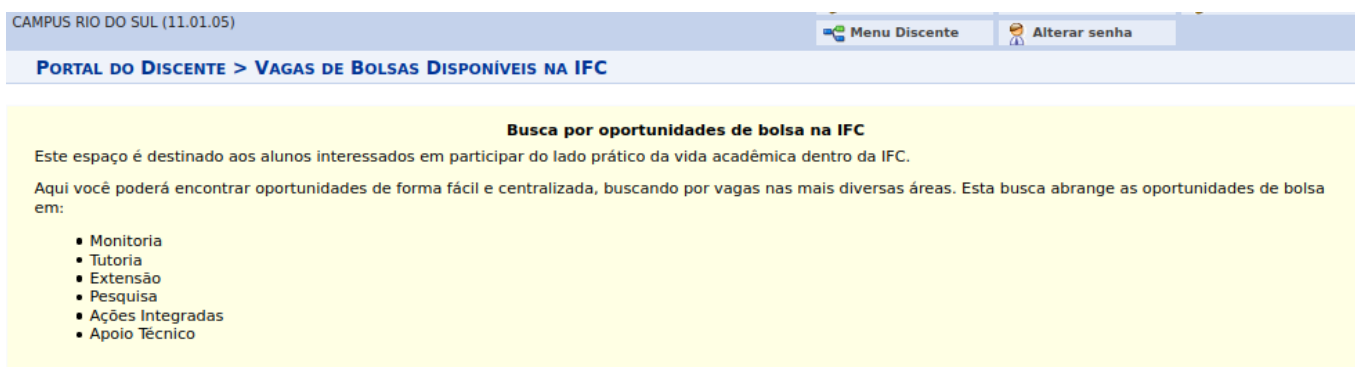 CAMPUS RIO DO SUL (11.01.05)
Menu Discente
Alterar senha
PORTAL DO DISCENTE > VAGAS DE BOLSAS DISPONÍVEIS NA IFC
Busca por oportunidades de bolsa na IFC
Este espaço é destinado aos alunos interessados em participar do lado prático da vida acadêmica dentro da IFC.
Aqui você poderá encontrar oportunidades de forma fácil e centralizada, buscando por vagas nas mais diversas áreas. Esta busca abrange as oportunidades de bolsa
em:
• Monitoria
• Tutoria
• Extensão
• Pesquisa
• Ações Integradas
• Apoio Técnico